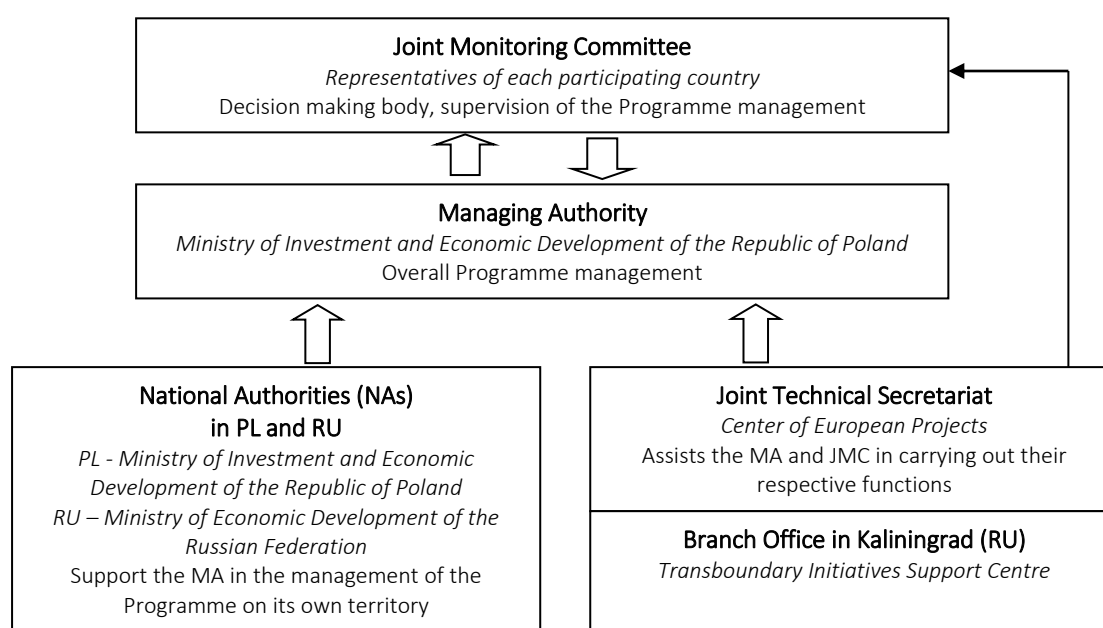 Joint Monitoring Committee
Representatives of each participating country
Decision making body, supervision of the Programme management
Managing Authority
Ministry of Investment and Economic Development of the Republic of Poland
Overall Programme management
National Authorities (NAs)
in PL and RU
PL - Ministry of Investment and Economic
Development of the Republic of Poland
RU – Ministry of Economic Development of the
Russian Federation
Support the MA in the management of the
Programme on its own territory
Joint Technical Secretariat
Center of European Projects
Assists the MA and JMC in carrying out their
respective functions
Branch Office in Kaliningrad (RU)
Transboundary Initiatives Support Centre